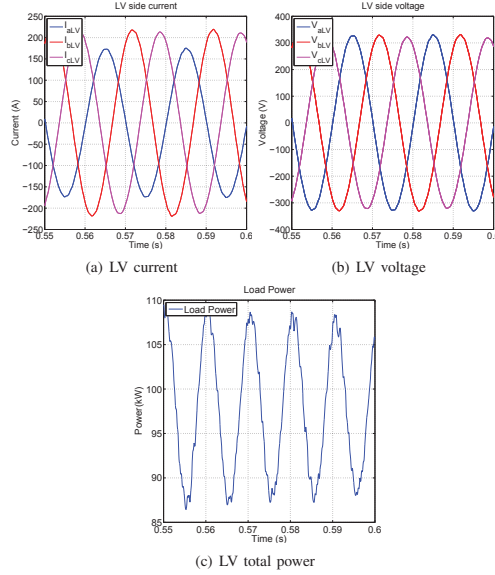 LV side current
I aLV
I bLV
I cLV
Current (A)
250
200
150
100
50
0
−50
−100
−150
−200
−250
0.55 0.56 0.57 0.58 0.59 0.6
Time (s)
(a) LV current
LV side voltage
V aLV
V bLV
V cLV
Voltage (V)
400
300
200
100
0
−100
−200
−300
−400
0.55 0.56 0.57 0.58 0.59 0.6
Time (s)
(b) LV voltage
Load Power
Load Power
Power(kW)
110
105
100
95
90
85
0.55 0.56 0.57 0.58 0.59 0.6
Time (s)
(c) LV total power